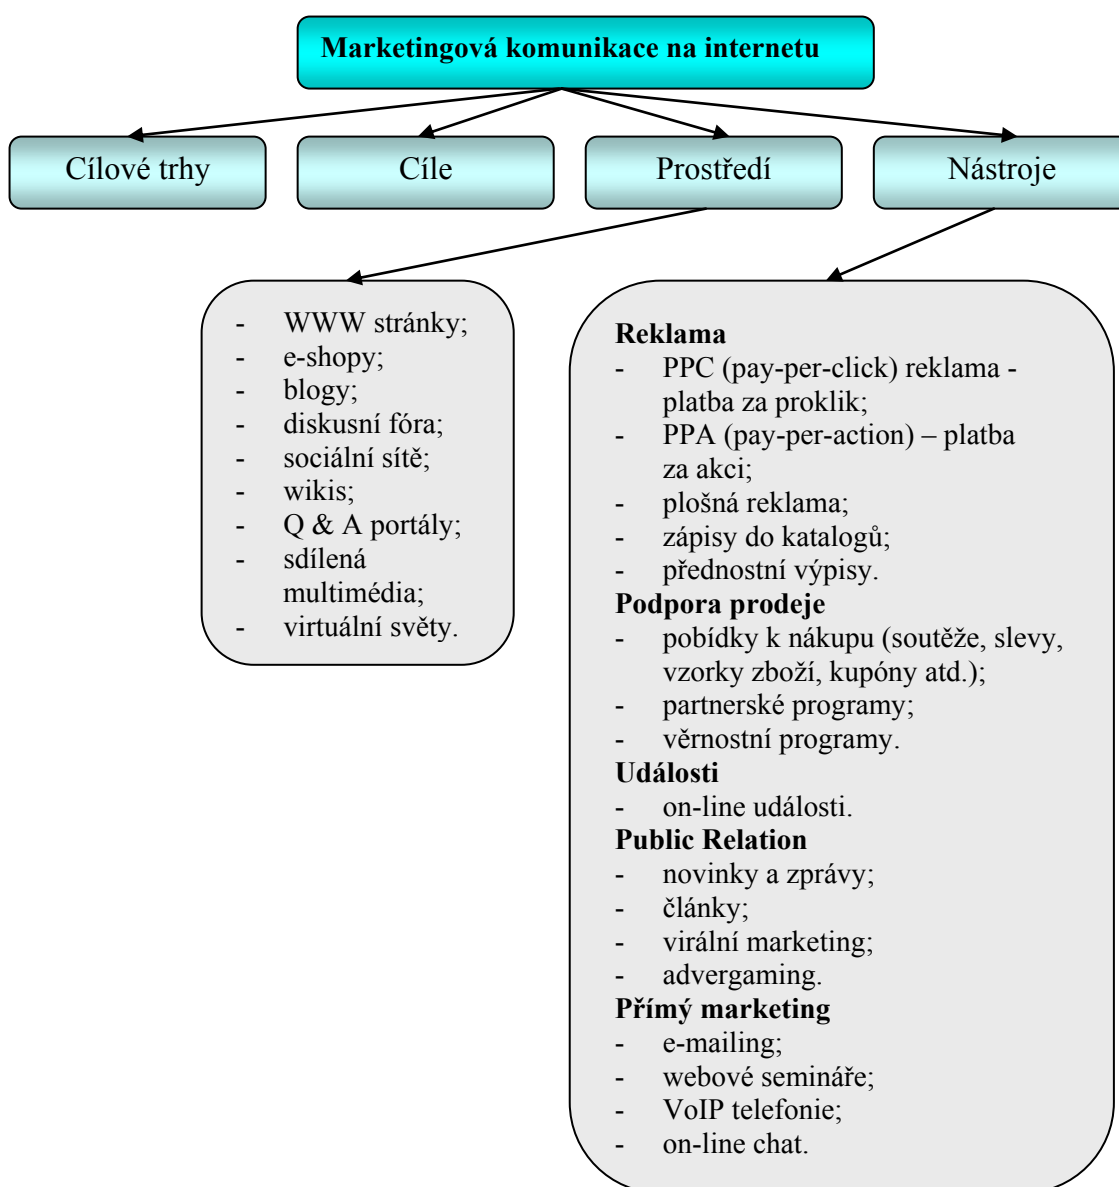 Marketingová komunikace na internetu
Cílové trhy
Cíle
Prostředí
Nástroje
- WWW stránky;
- e-shopy;
- blogy;
- diskusní fóra;
- sociální sítě;
- wikis;
- Q & A portály;
- sdílená
multimédia;
- virtuální světy.
Reklama
- PPC (pay-per-click) reklama -
platba za proklik;
- PPA (pay-per-action) – platba
za akci;
- plošná reklama;
- zápisy do katalogů;
- přednostní výpisy.
Podpora prodeje
- pobídky k nákupu (soutěže, slevy,
vzorky zboží, kupóny atd.);
- partnerské programy;
- věrnostní programy.
Události
- on-line události.
Public Relation
- novinky a zprávy;
- články;
- virální marketing;
- advergaming.
Přímý marketing
- e-mailing;
- webové semináře;
- VoIP telefonie;
- on-line chat.